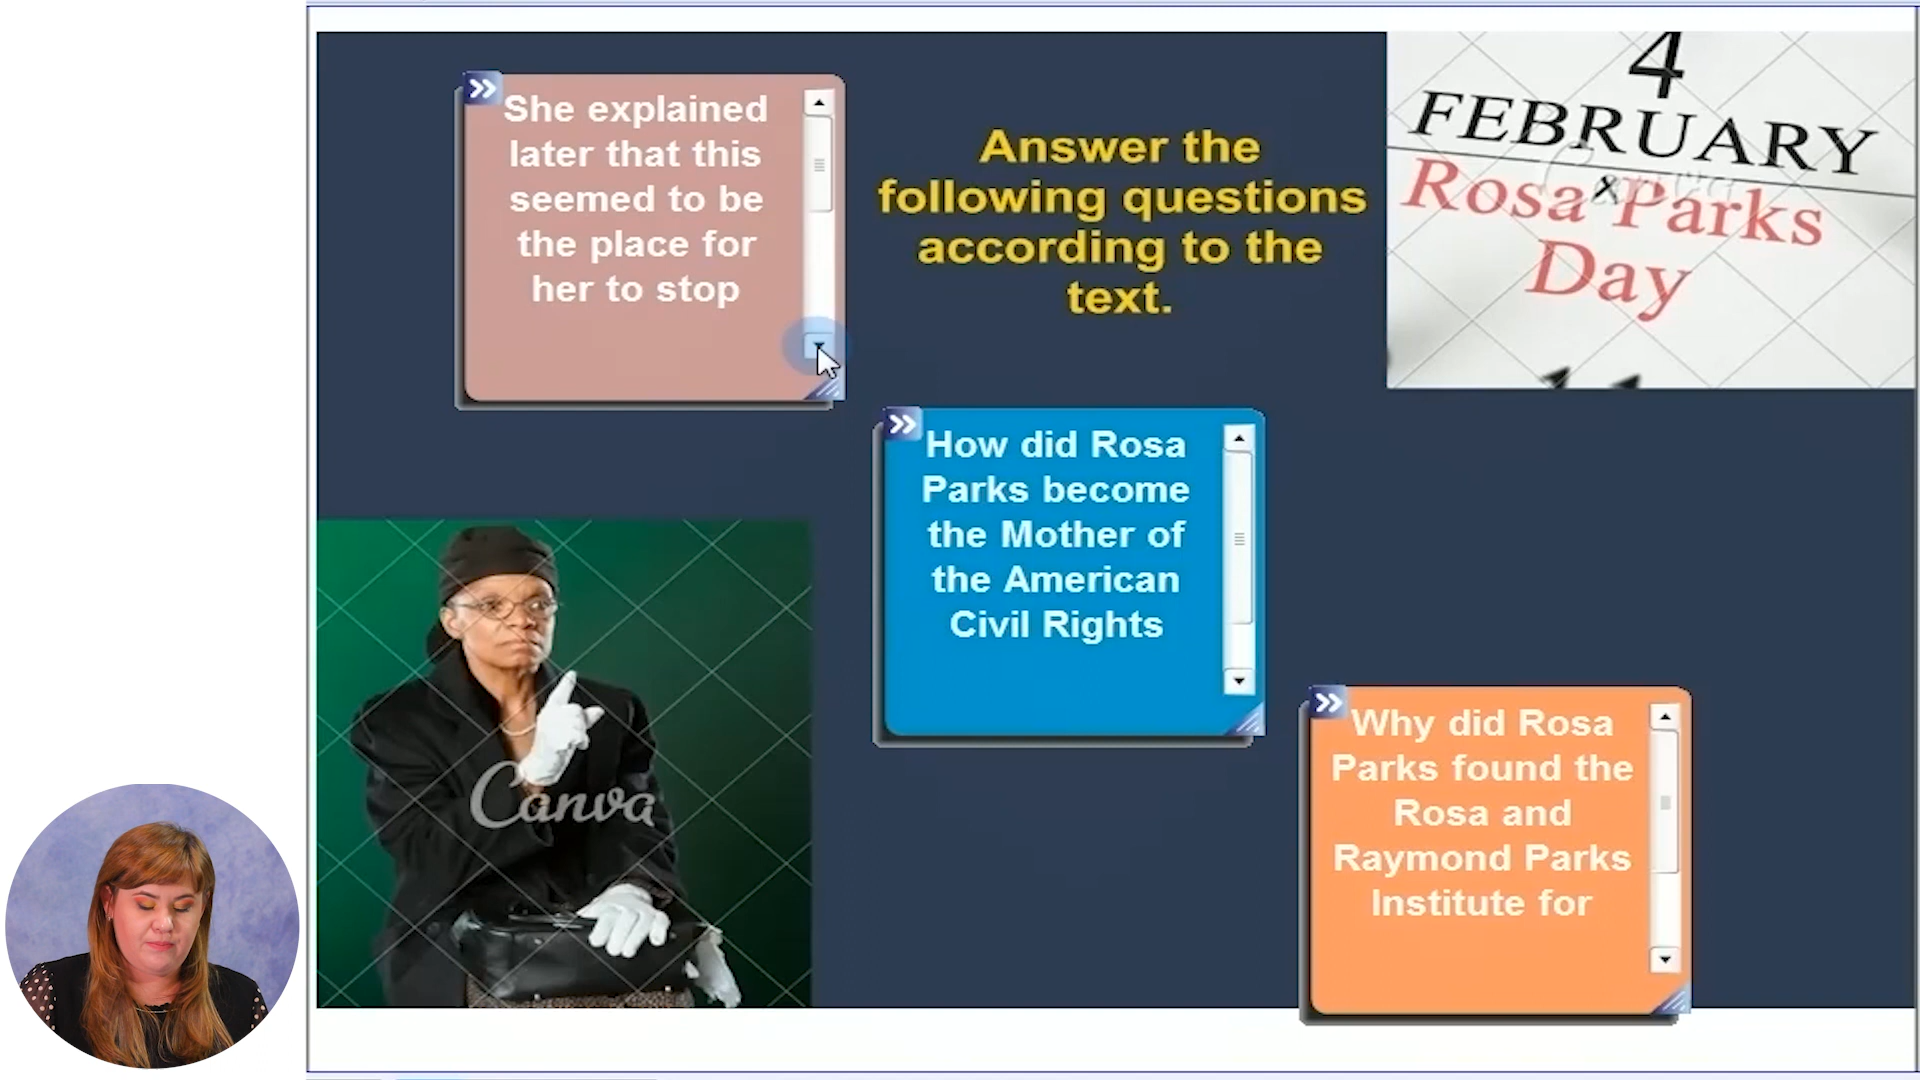 She explained
later that this
seemed to be
the place for
her to stop
Answer the
following questions
according to the
text.
4
FEBRUARY
Rosa Parks
Day
How did Rosa
Parks become
the Mother of
the American
Civil Rights
Why did Rosa
Parks found the
Rosa and
Raymond Parks
Institute for
Canva